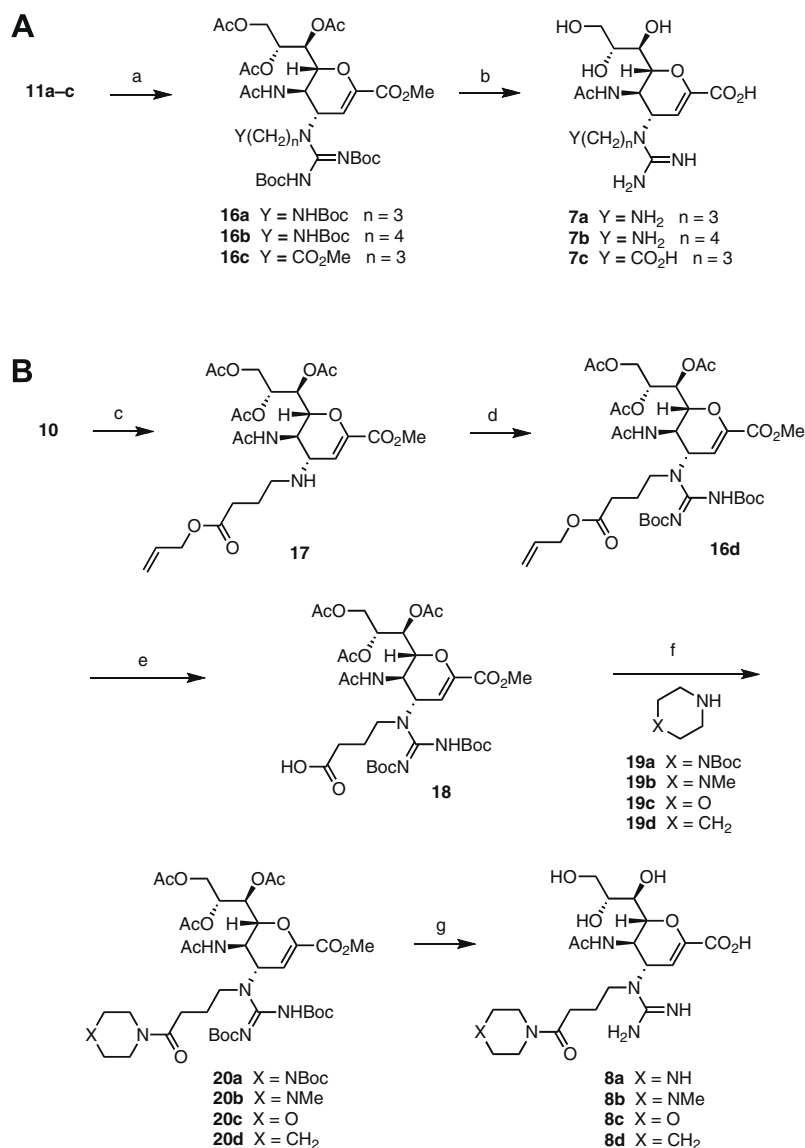 A
11a–c
a
AcO
OAc
AcO
H
O
AcHN
CO2Me
Y(CH2)n
N
NBoc
BocHN
16a Y = NHBoc n = 3
16b Y = NHBoc n = 4
16c Y = CO2Me n = 3
b
HO
OH
HO
H
O
AcHN
CO2H
Y(CH2)n
N
NH
H2N
7a Y = NH2 n = 3
7b Y = NH2 n = 4
7c Y = CO2H n = 3
B
10
c
AcO
OAc
AcO
H
O
AcHN
CO2Me
NH
O
O
17
d
AcO
OAc
AcO
H
O
AcHN
CO2Me
N
NHBoc
BocN
O
O
16d
e
AcO
OAc
AcO
H
O
AcHN
CO2Me
N
NHBoc
BocN
HO
O
18
f
NH
X
19a X = NBoc
19b X = NMe
19c X = O
19d X = CH2
AcO
OAc
AcO
H
O
AcHN
CO2Me
N
NHBoc
BocN
X
N
O
20a X = NBoc
20b X = NMe
20c X = O
20d X = CH2
g
HO
OH
HO
H
O
AcHN
CO2H
N
NH
H2N
X
N
O
8a X = NH
8b X = NMe
8c X = O
8d X = CH2